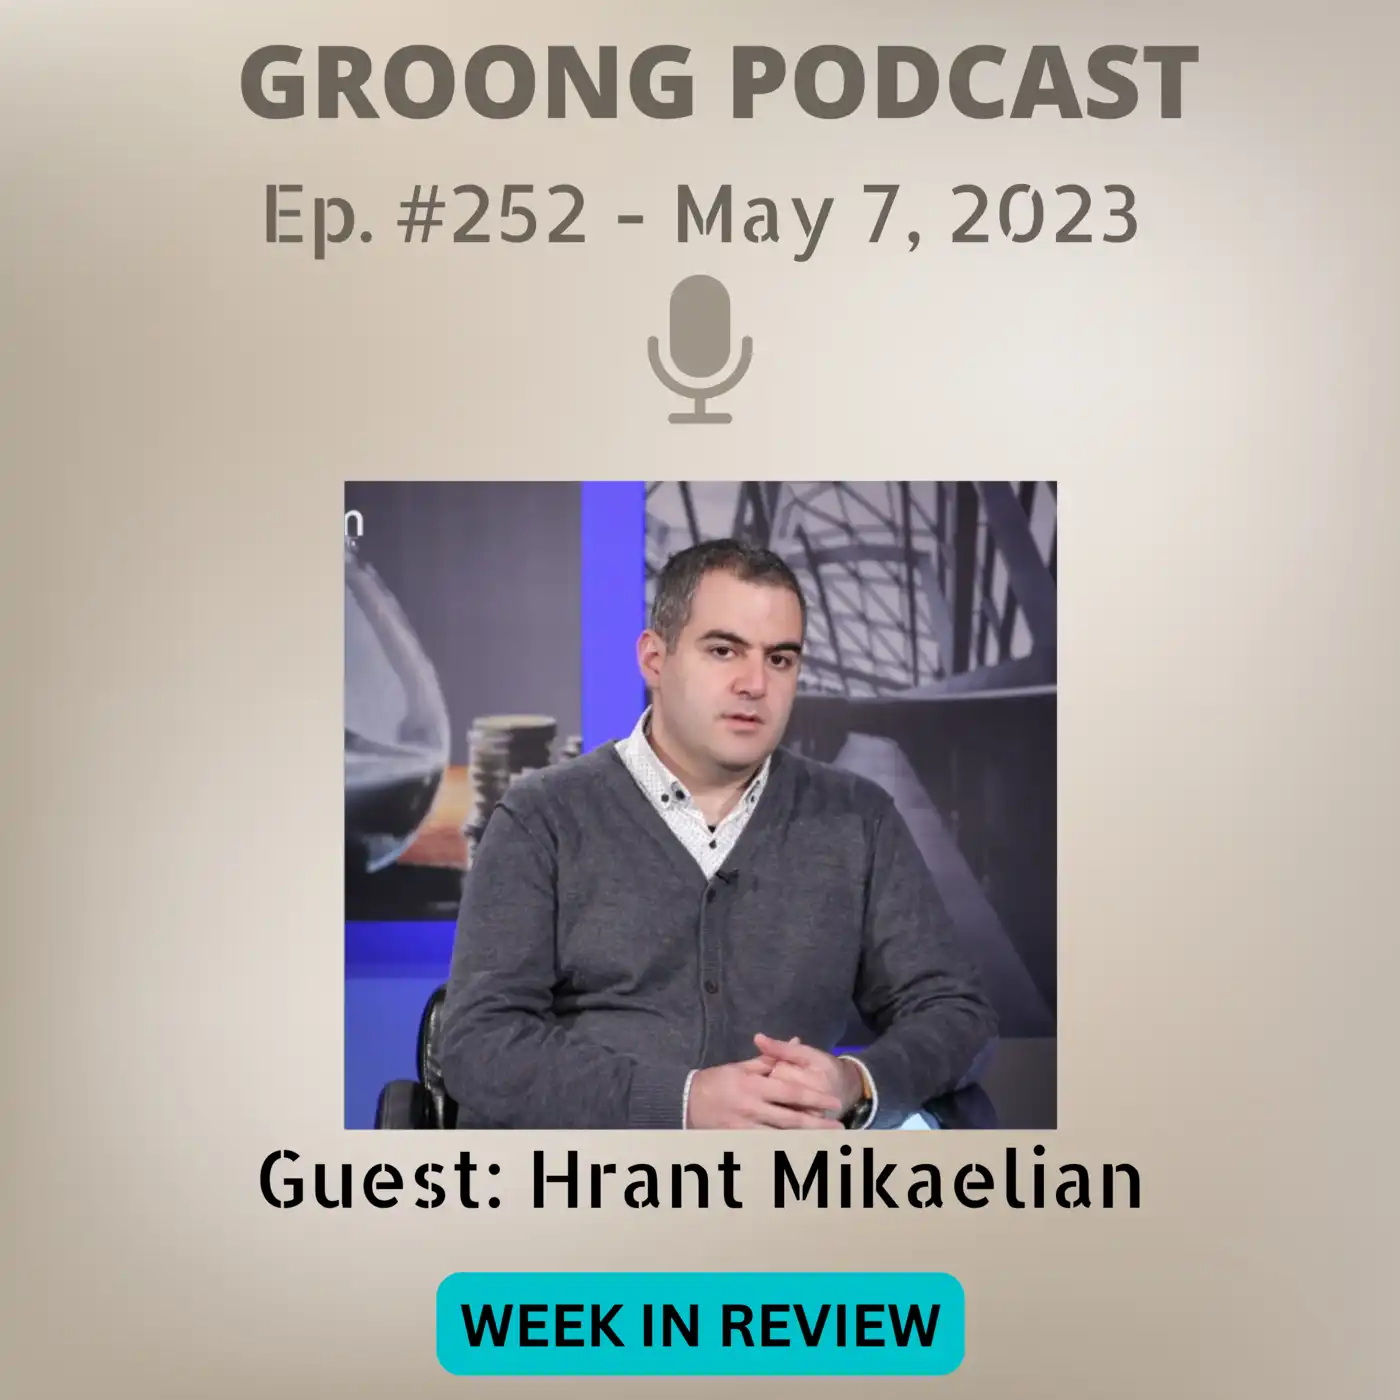 GROONG PODCAST
Ep. #252 - May 7, 2023
n
Guest: Hrant Mikaelian
WEEK IN REVIEW